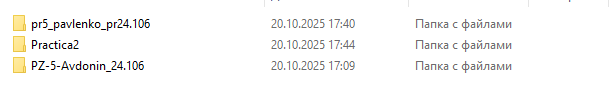 pr5_pavlenko_pr24.106 20.10.2025 17:40 Папка с файлами
Practica2 20.10.2025 17:44 Папка с файлами
PZ-5-Avdonin_24.106 20.10.2025 17:09 Папка с файлами